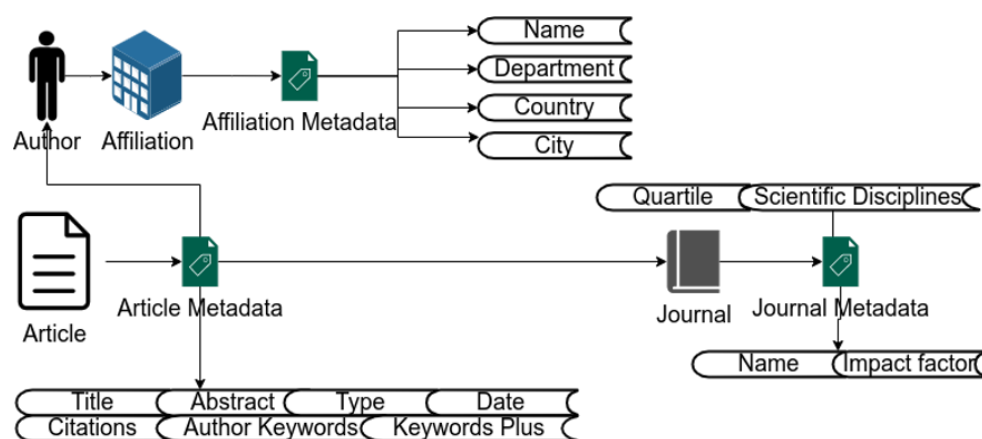 Name
Department
Country
City
Author
Affiliation
Affiliation Metadata
Quartile
Scientific Disciplines
Article
Article Metadata
Journal
Journal Metadata
Name
Impact factor
Title
Abstract
Type
Date
Citations
Author Keywords
Keywords Plus